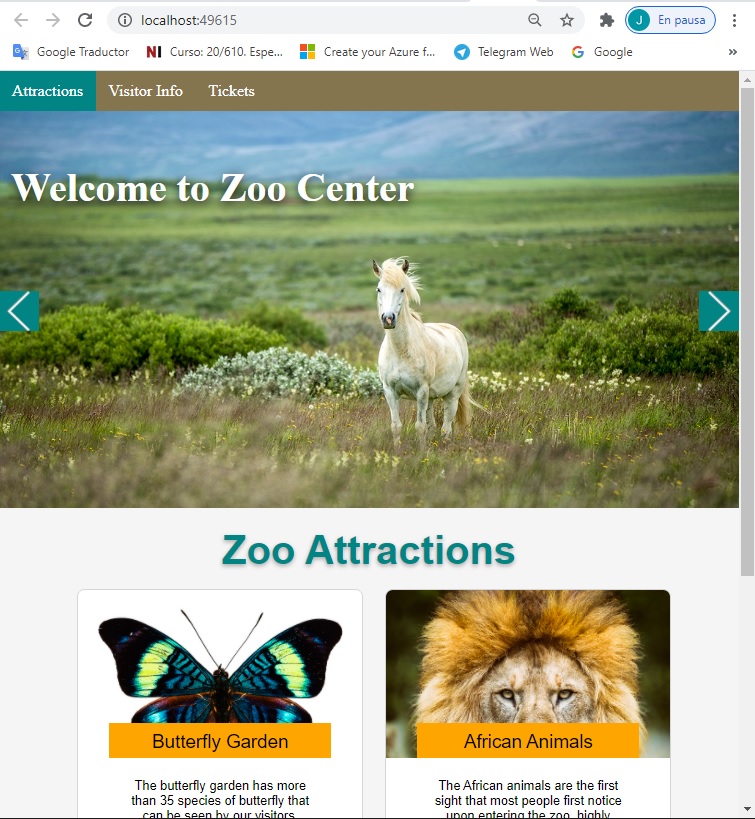 localhost:49615
J En pausa
Google Traductor NI Curso: 20/610. Espe... Create your Azure f... Telegram Web G Google »
Attractions Visitor Info Tickets
Welcome to Zoo Center
Zoo Attractions
Butterfly Garden
The butterfly garden has more
than 35 species of butterfly that
can be seen by our visitors
African Animals
The African animals are the first
sight that most people first notice
upon entering the zoo, highly